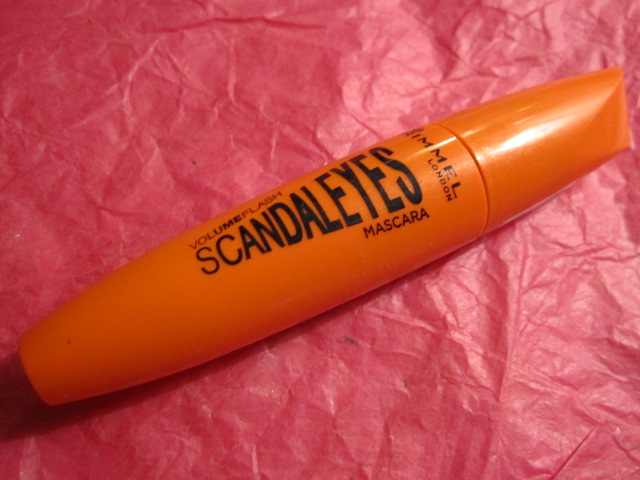 VOLUMEFLASH
SCANDALEYES
MASCARA
RIMMEL
LONDON